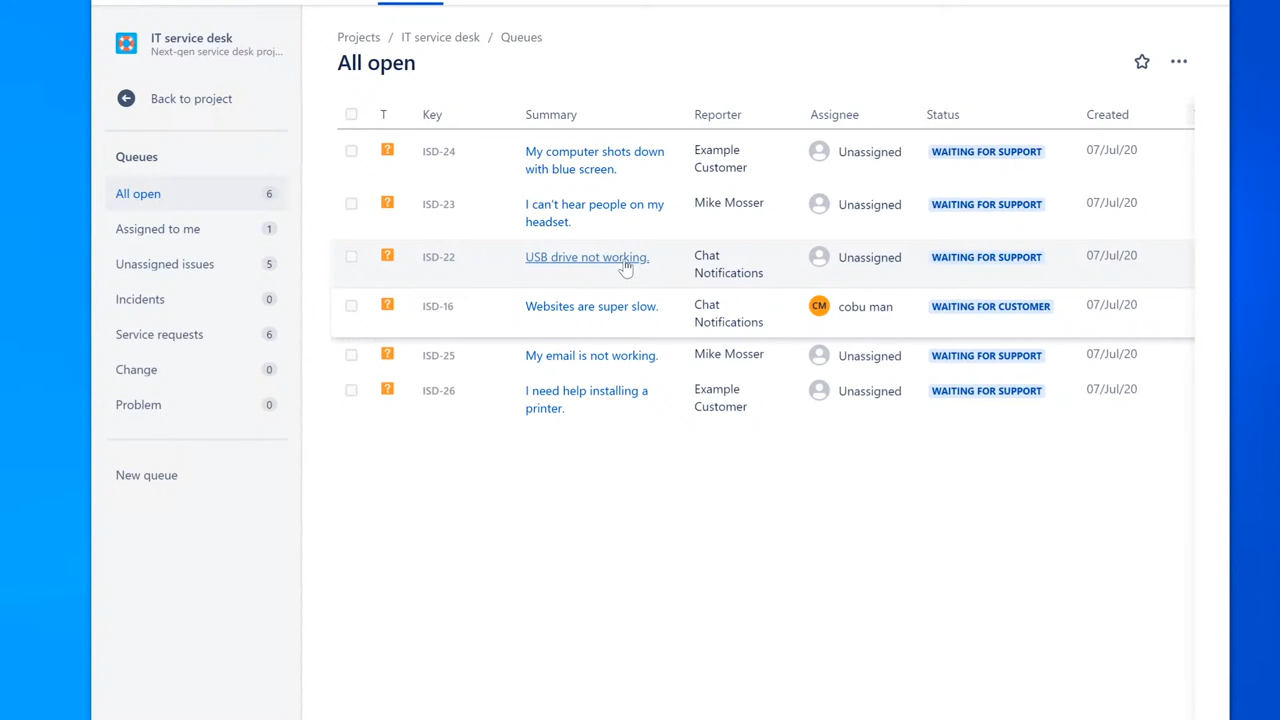 IT service desk
Next-gen service desk proj...
Back to project
Queues
All open 6
Assigned to me 1
Unassigned issues 5
Incidents 0
Service requests 6
Change 0
Problem 0
New queue
Projects / IT service desk / Queues
All open
T Key Summary Reporter Assignee Status Created
ISD-24 My computer shots down with blue screen. Example Customer Unassigned WAITING FOR SUPPORT 07/Jul/20
ISD-23 I can't hear people on my headset. Mike Mosser Unassigned WAITING FOR SUPPORT 07/Jul/20
ISD-22 USB drive not working. Chat Notifications Unassigned WAITING FOR SUPPORT 07/Jul/20
ISD-16 Websites are super slow. Chat Notifications CM cobu man WAITING FOR CUSTOMER 07/Jul/20
ISD-25 My email is not working. Mike Mosser Unassigned WAITING FOR SUPPORT 07/Jul/20
ISD-26 I need help installing a printer. Example Customer Unassigned WAITING FOR SUPPORT 07/Jul/20